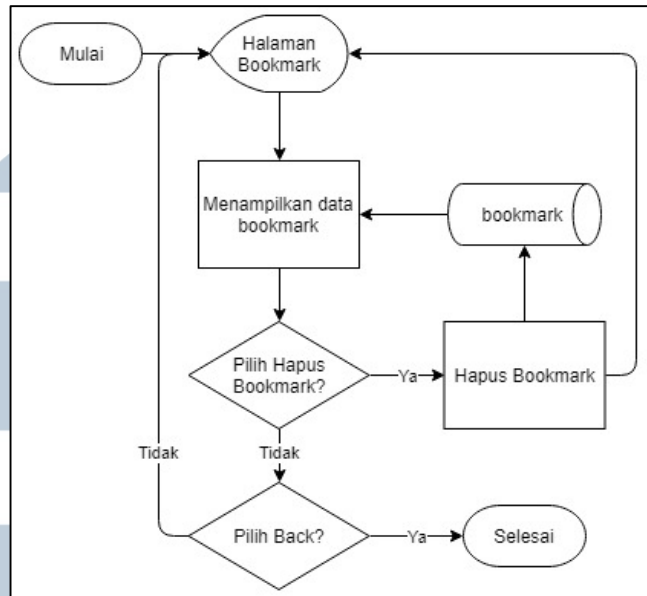 Mulai
Halaman
Bookmark
Menampilkan data
bookmark
bookmark
Pilih Hapus
Bookmark?
Ya
Hapus Bookmark
Tidak
Tidak
Pilih Back?
Ya
Selesai